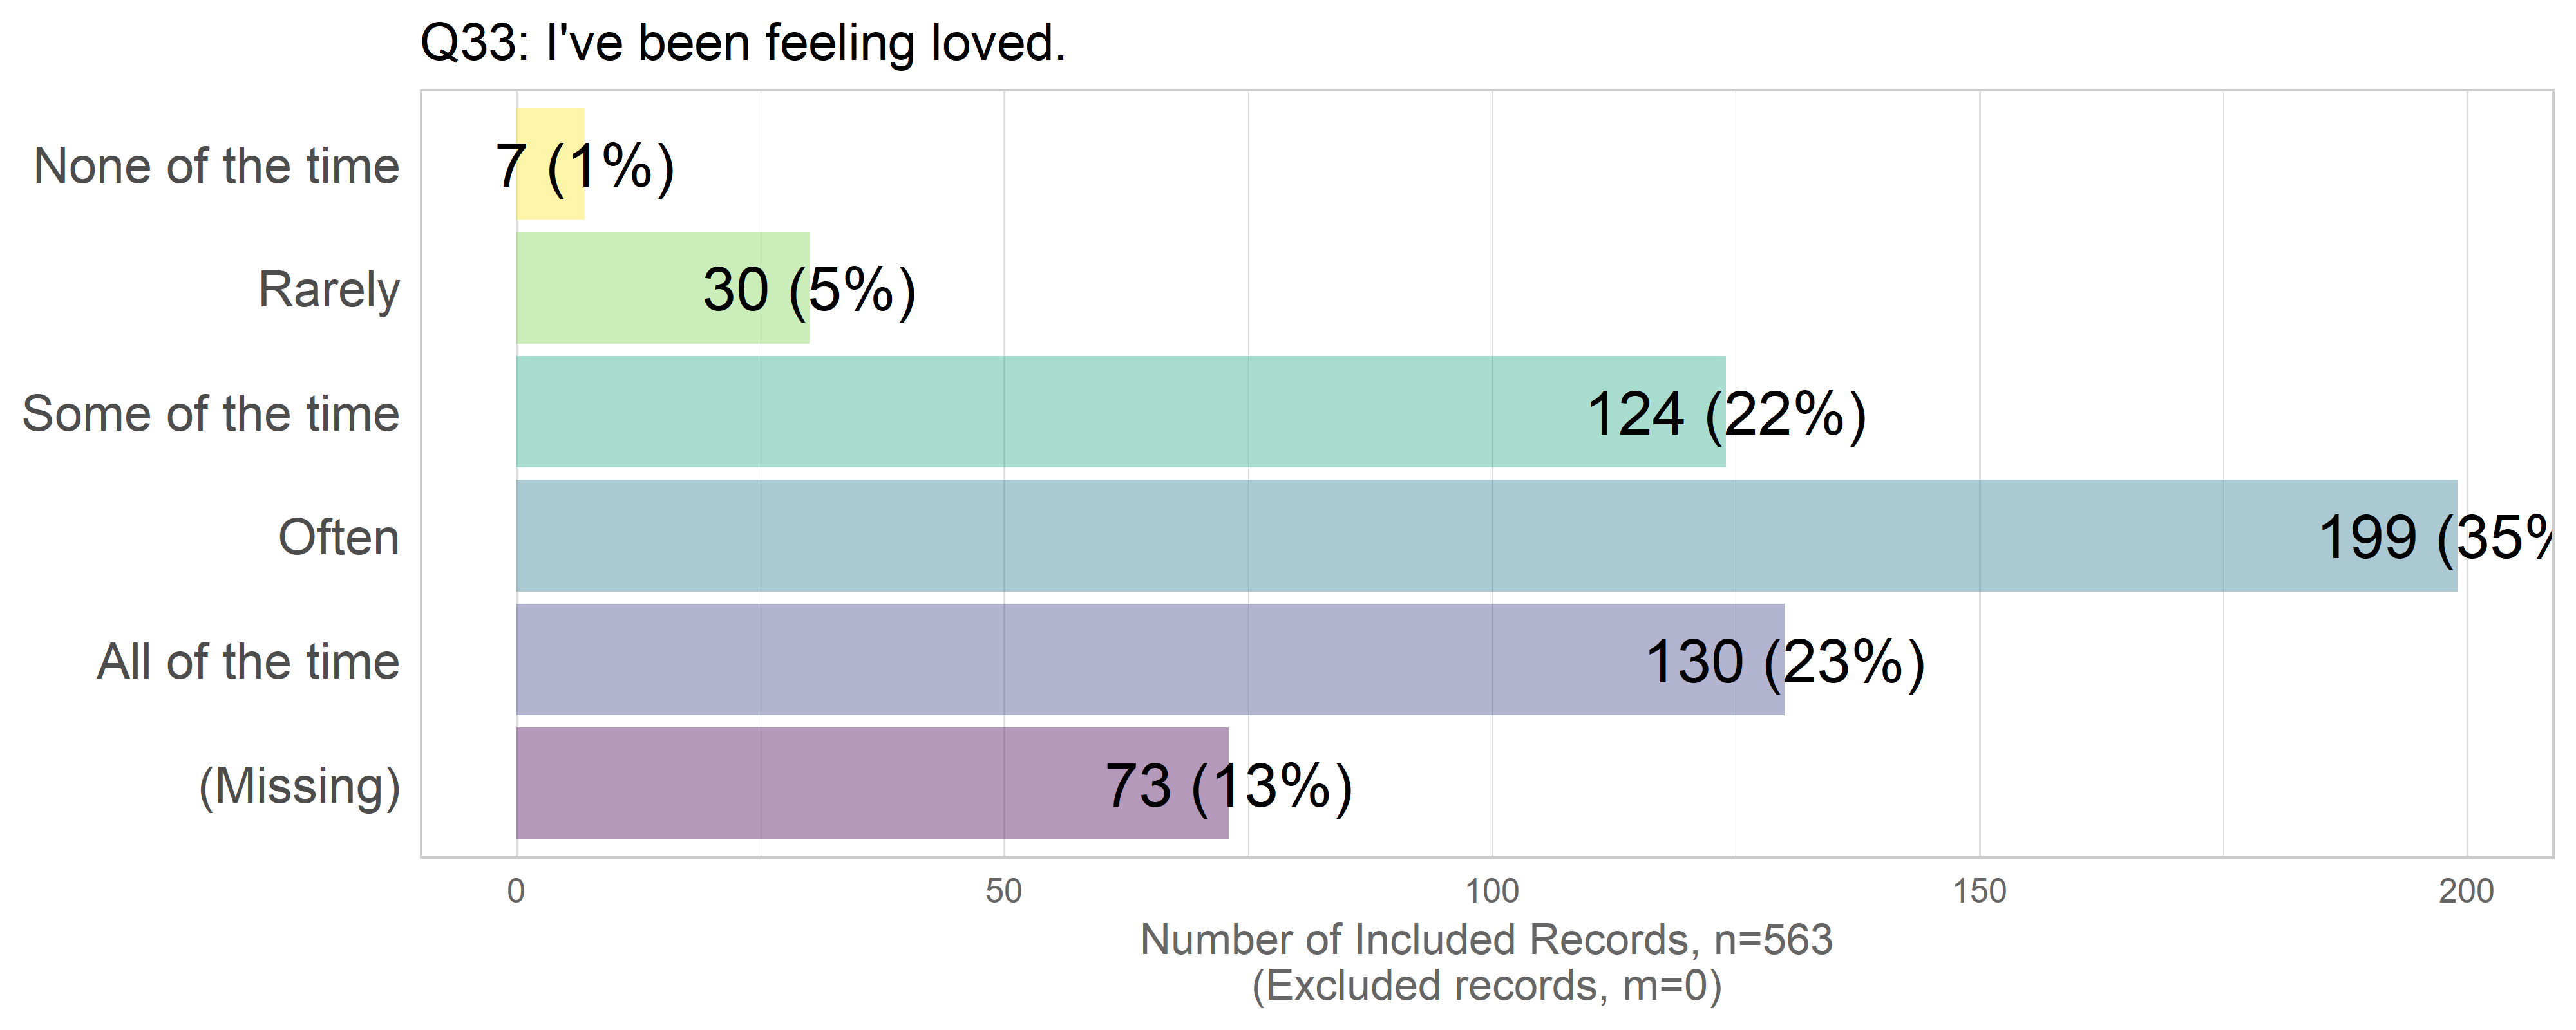 Q33: I've been feeling loved.
None of the time
7 (1%)
Rarely
30 (5%)
Some of the time
124 (22%)
Often
199 (35%
All of the time
130 (23%)
(Missing)
73 (13%)
0 50 100 150 200
Number of Included Records, n=563
(Excluded records, m=0)